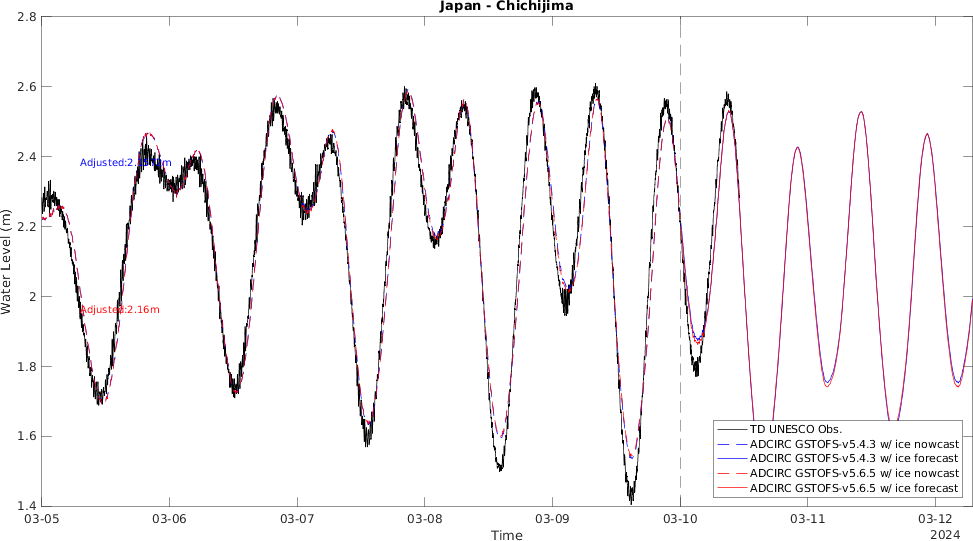 Japan - Chichijima
Water Level (m)
2.8
2.6
2.4
2.2
2
1.8
1.6
1.4
Adjusted:2.
Adjusted:2.16m
TD UNESCO Obs.
ADCIRC GSTOFS-v5.4.3 w/ ice nowcast
ADCIRC GSTOFS-v5.4.3 w/ ice forecast
ADCIRC GSTOFS-v5.6.5 w/ ice nowcast
ADCIRC GSTOFS-v5.6.5 w/ ice forecast
03-05 03-06 03-07 03-08 03-09 03-10 03-11 03-12
Time
2024